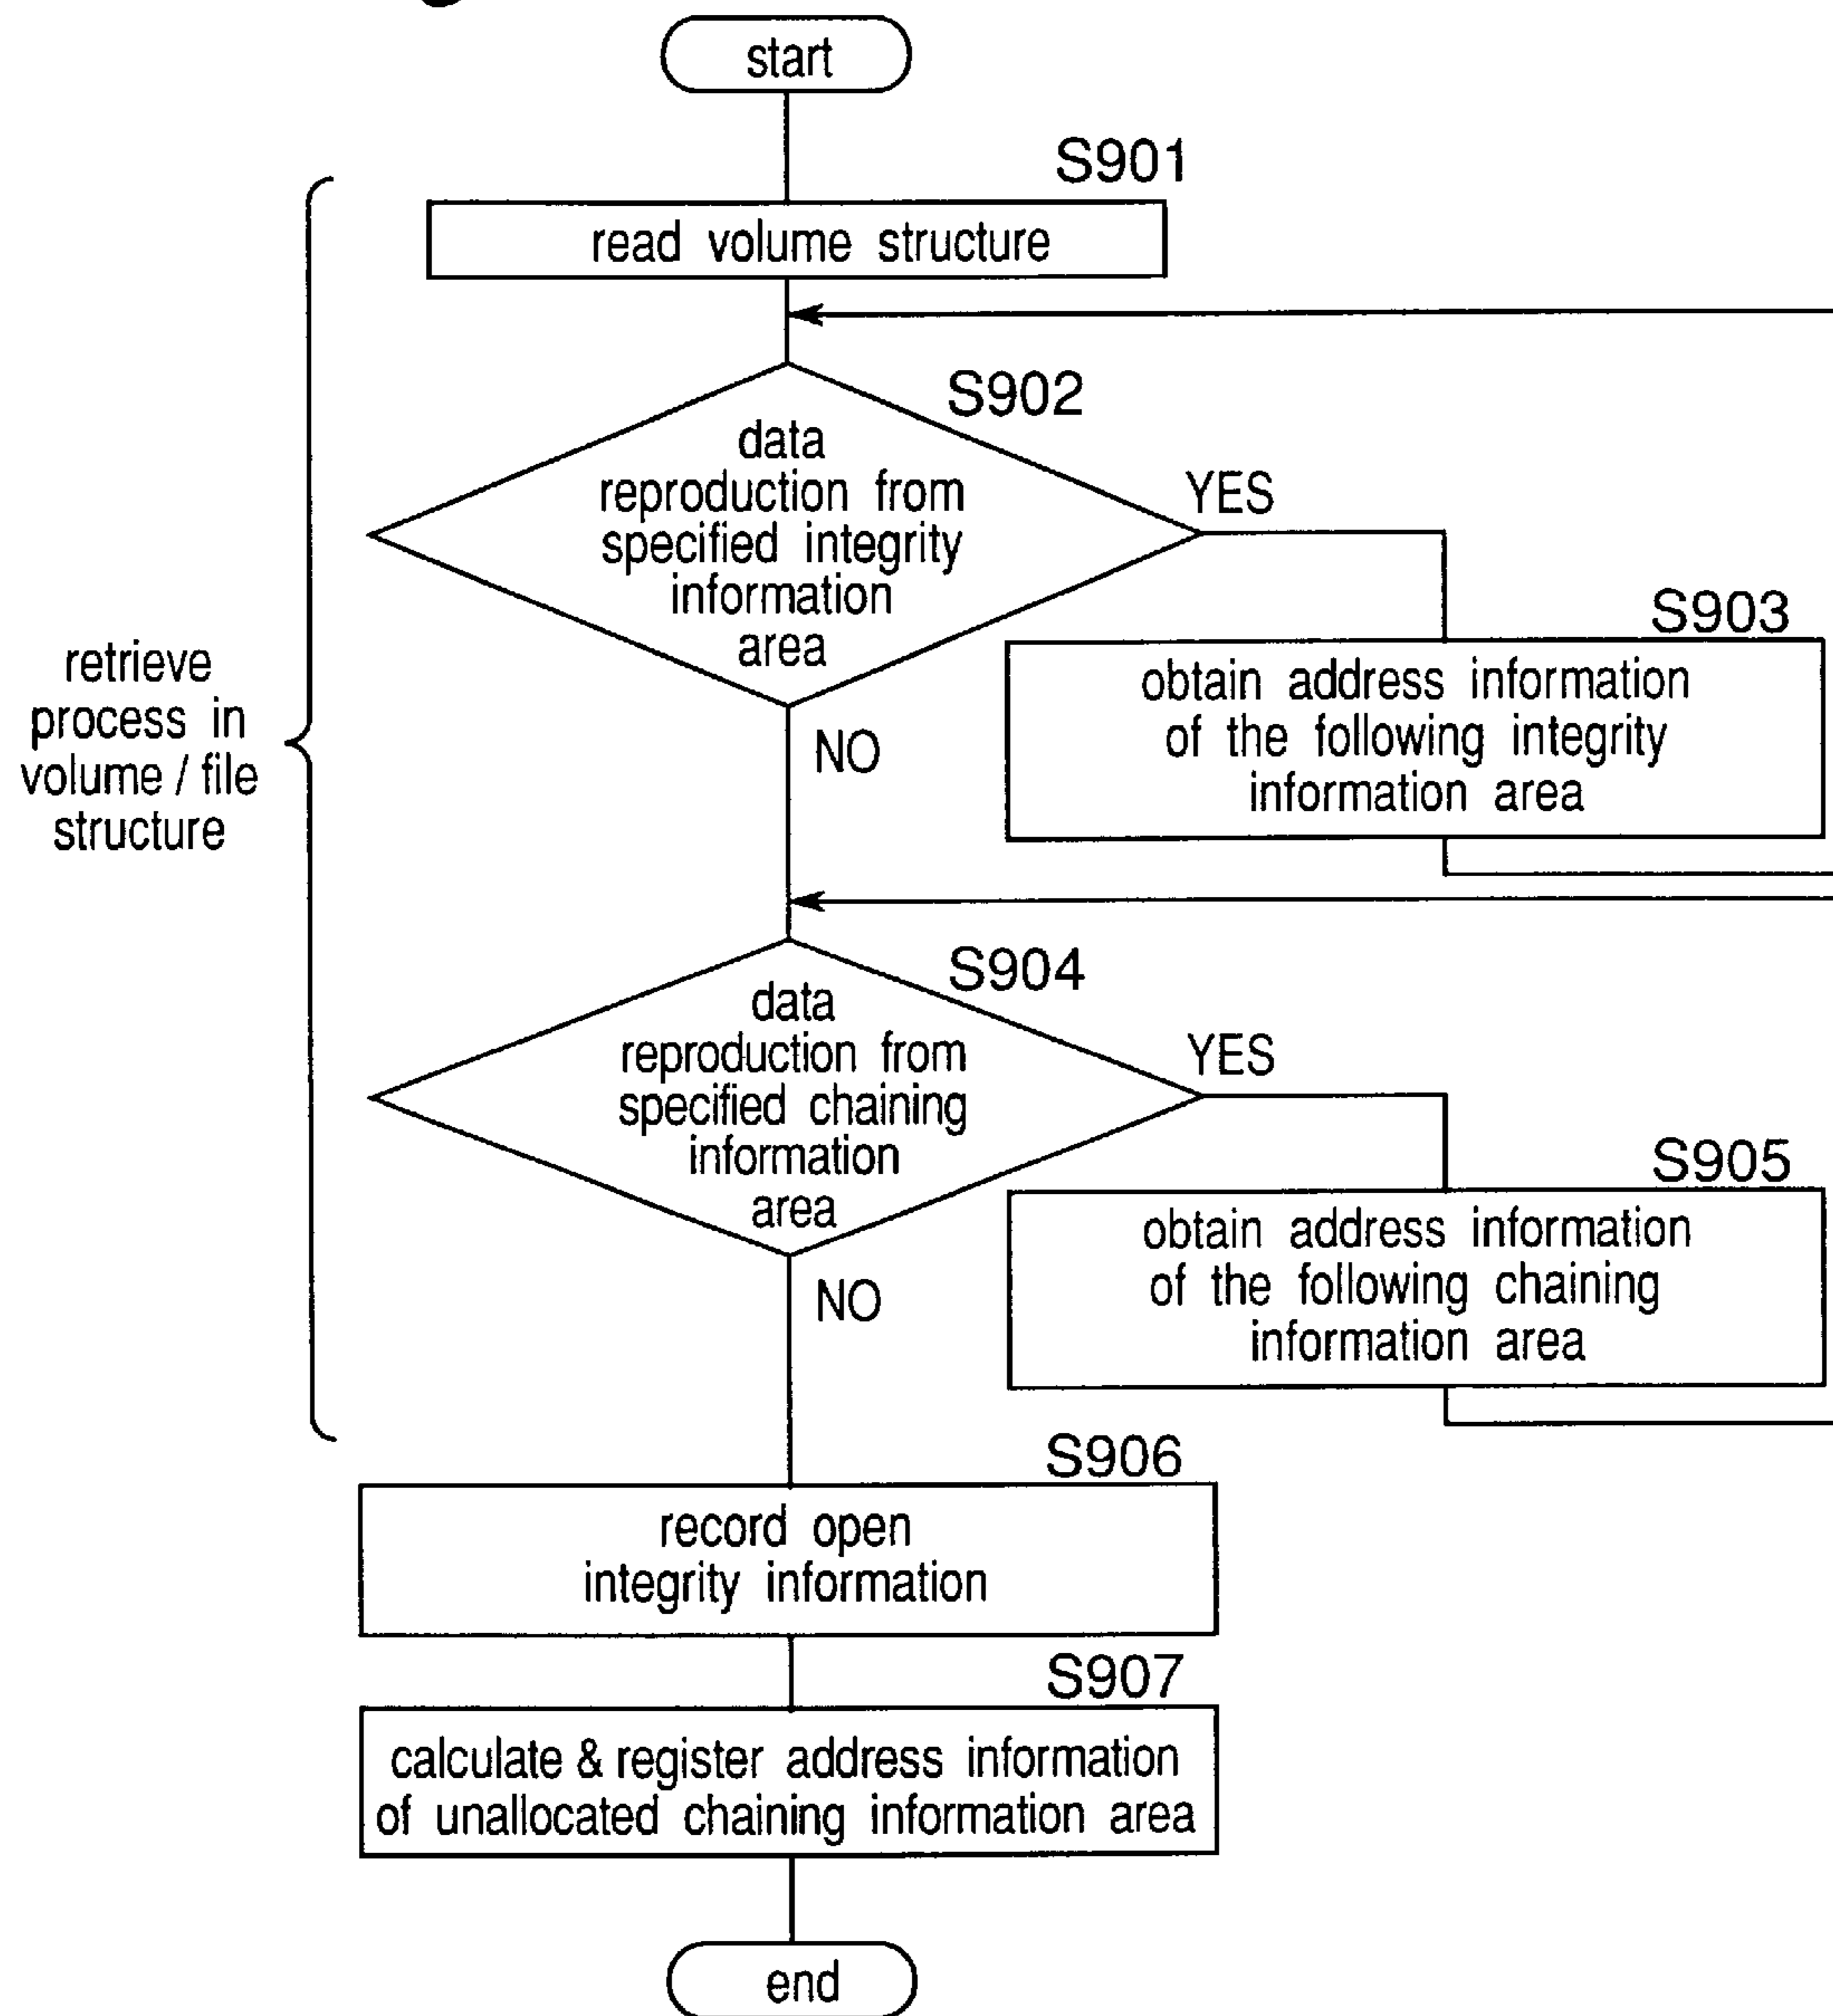 start
S901
read volume structure
S902
data
reproduction from
specified integrity
information
area
YES
NO
S903
obtain address information
of the following integrity
information area
retrieve
process in
volume / file
structure
S904
data
reproduction from
specified chaining
information
area
YES
NO
S905
obtain address information
of the following chaining
information area
S906
record open
integrity information
S907
calculate & register address information
of unallocated chaining information area
end